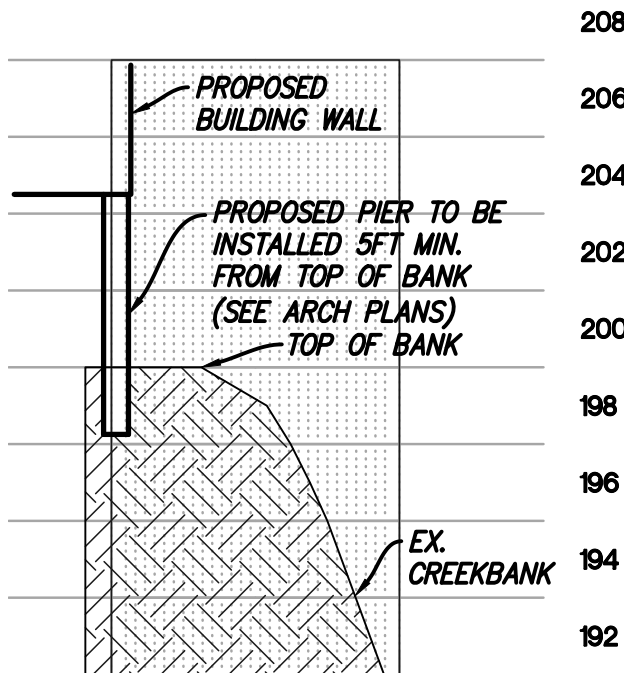 208
PROPOSED
BUILDING WALL
206
204
PROPOSED PIER TO BE
INSTALLED 5FT MIN.
FROM TOP OF BANK
(SEE ARCH PLANS)
202
TOP OF BANK
200
198
196
EX.
CREEKBANK
194
192